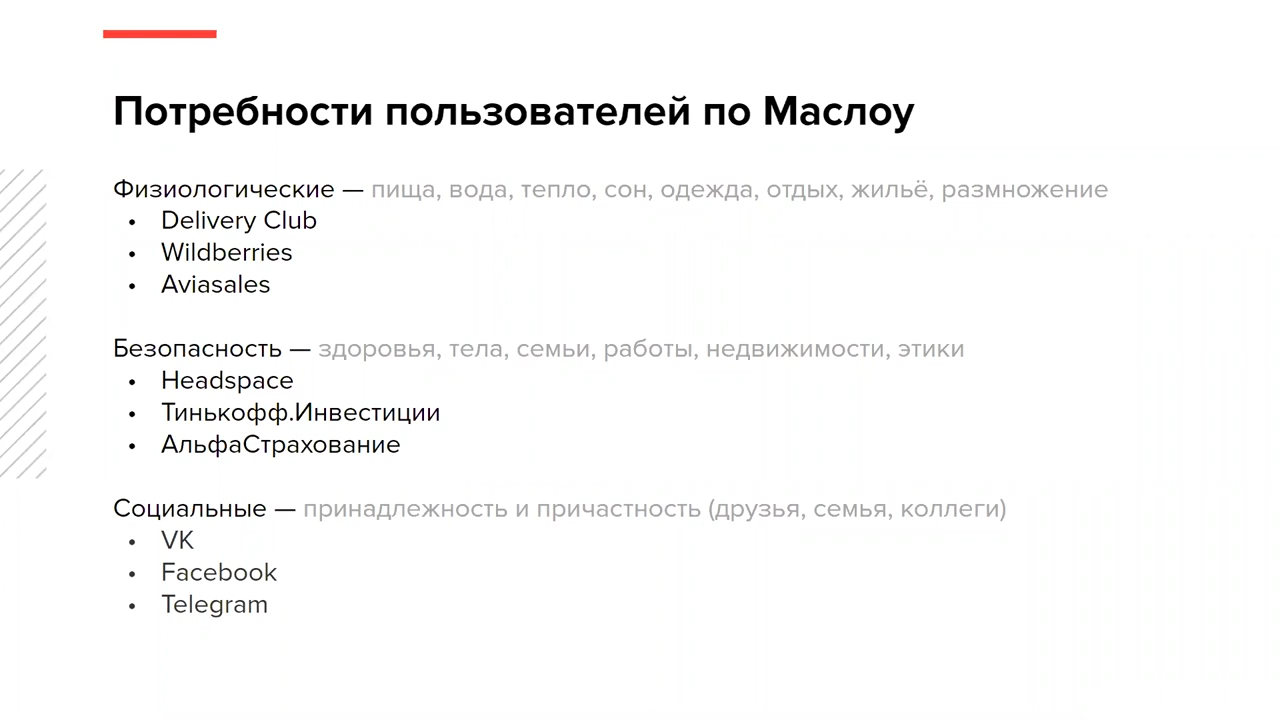 Потребности пользователей по Маслоу
Физиологические — пища, вода, тепло, сон, одежда, отдых, жильё, размножение
• Delivery Club
• Wildberries
• Aviasales
Безопасность — здоровья, тела, семьи, работы, недвижимости, этики
• Headspace
• Тинькофф.Инвестиции
• АльфаСтрахование
Социальные — принадлежность и причастность (друзья, семья, коллеги)
• VK
• Facebook
• Telegram